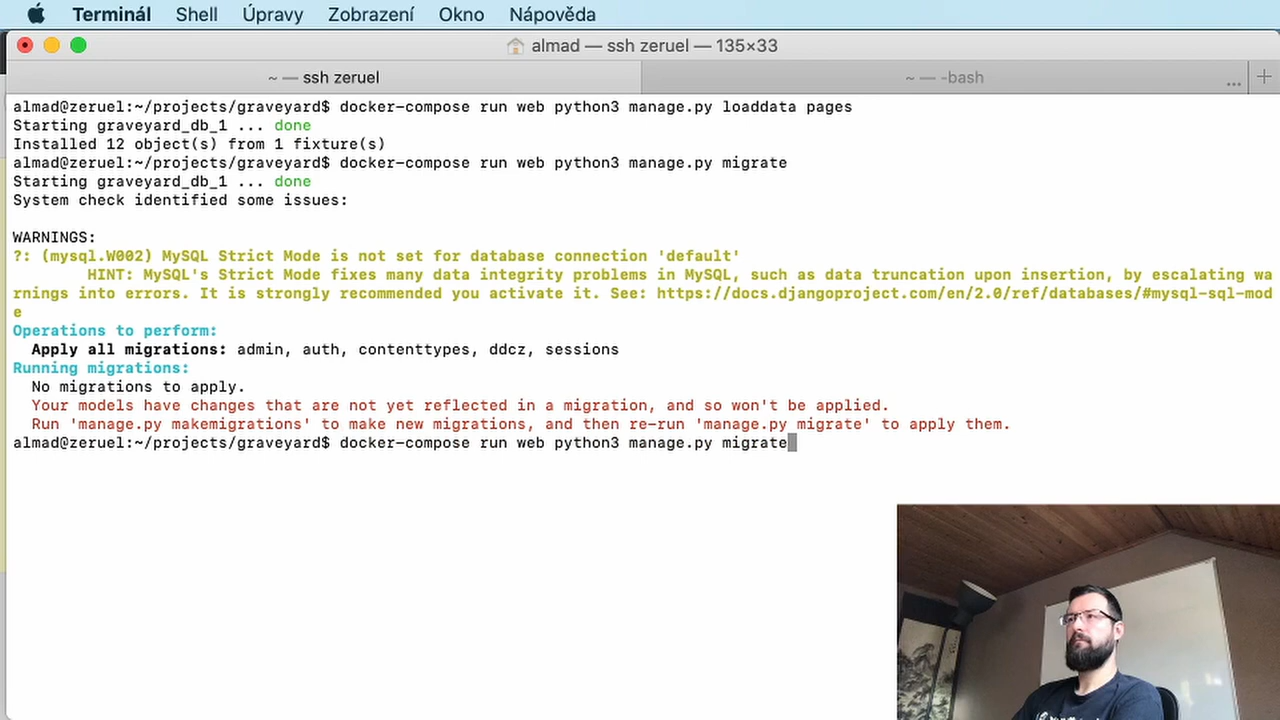 Terminál Shell Úpravy Zobrazení Okno Nápověda
almad — ssh zeruel — 135×33
~ — ssh zeruel
~ — -bash
...
almad@zeruel:~/projects/graveyard$ docker-compose run web python3 manage.py loaddata pages
Starting graveyard_db_1 ... done
Installed 12 object(s) from 1 fixture(s)
almad@zeruel:~/projects/graveyard$ docker-compose run web python3 manage.py migrate
Starting graveyard_db_1 ... done
System check identified some issues:
WARNINGS:
?: (mysql.W002) MySQL Strict Mode is not set for database connection 'default'
HINT: MySQL's Strict Mode fixes many data integrity problems in MySQL, such as data truncation upon insertion, by escalating wa
rnings into errors. It is strongly recommended you activate it. See: https://docs.djangoproject.com/en/2.0/ref/databases/#mysql-sql-mod
e
Operations to perform:
Apply all migrations: admin, auth, contenttypes, ddcz, sessions
Running migrations:
No migrations to apply.
Your models have changes that are not yet reflected in a migration, and so won't be applied.
Run 'manage.py makemigrations' to make new migrations, and then re-run 'manage.py migrate' to apply them.
almad@zeruel:~/projects/graveyard$ docker-compose run web python3 manage.py migrate